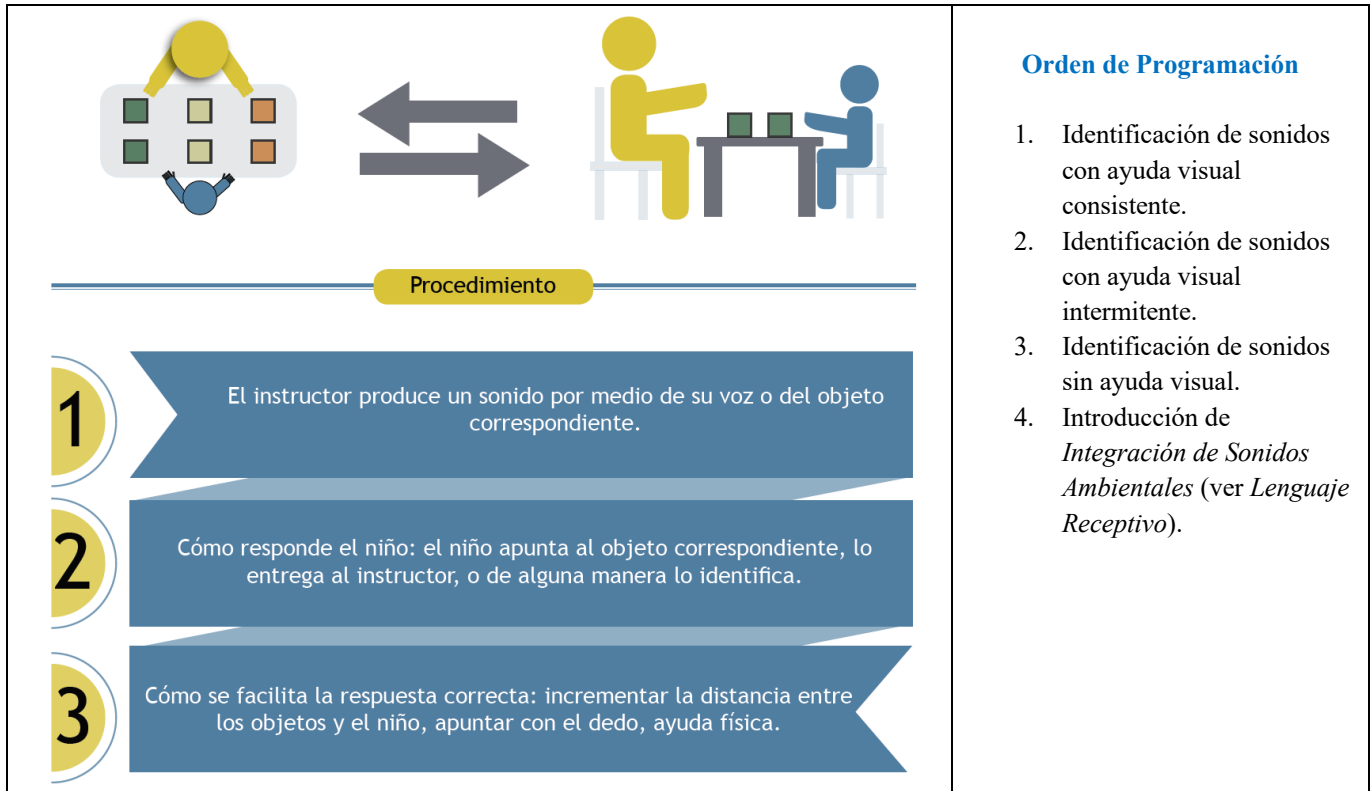 Procedimiento
1
El instructor produce un sonido por medio de su voz o del objeto
correspondiente.
2
Cómo responde el niño: el niño apunta al objeto correspondiente, lo
entrega al instructor, o de alguna manera lo identifica.
3
Cómo se facilita la respuesta correcta: incrementar la distancia entre
los objetos y el niño, apuntar con el dedo, ayuda física.
Orden de Programación
1. Identificación de sonidos
con ayuda visual
consistente.
2. Identificación de sonidos
con ayuda visual
intermitente.
3. Identificación de sonidos
sin ayuda visual.
4. Introducción de
Integración de Sonidos
Ambientales (ver Lenguaje
Receptivo).